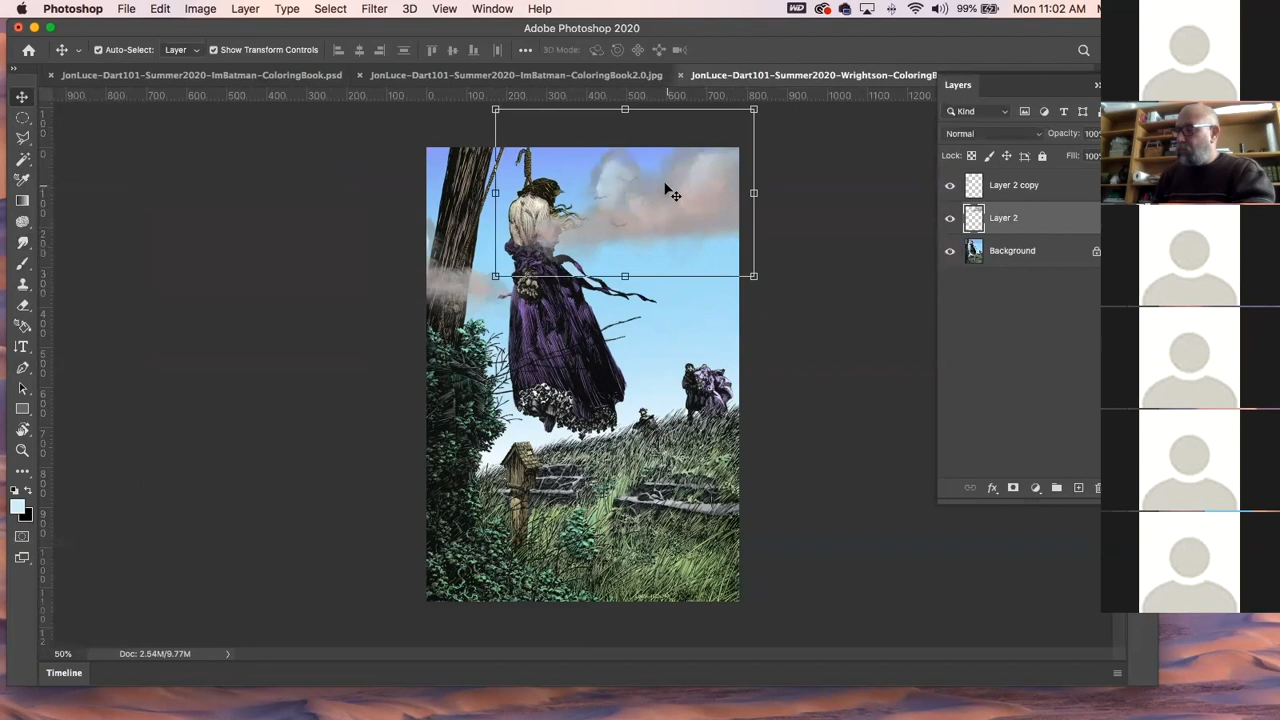 Photoshop File Edit Image Layer Type Select Filter 3D View Window Help 99% Mon 11:02 AM
Adobe Photoshop 2020
Auto-Select: Layer Show Transform Controls 3D Mode:
JonLuce-Dart101-Summer2020-ImBatman-ColoringBook.psd JonLuce-Dart101-Summer2020-ImBatman-ColoringBook2.0.jpg JonLuce-Dart101-Summer2020-Wrightson-ColoringB
900 800 700 600 500 400 300 200 100 0 100 200 300 400 500 600 700 800 900 1000 1100 1200
Layers
Kind
Normal Opacity: 100%
Lock: Fill: 100%
Layer 2 copy
Layer 2
Background
fx
50% Doc: 2.54M/9.77M
Timeline